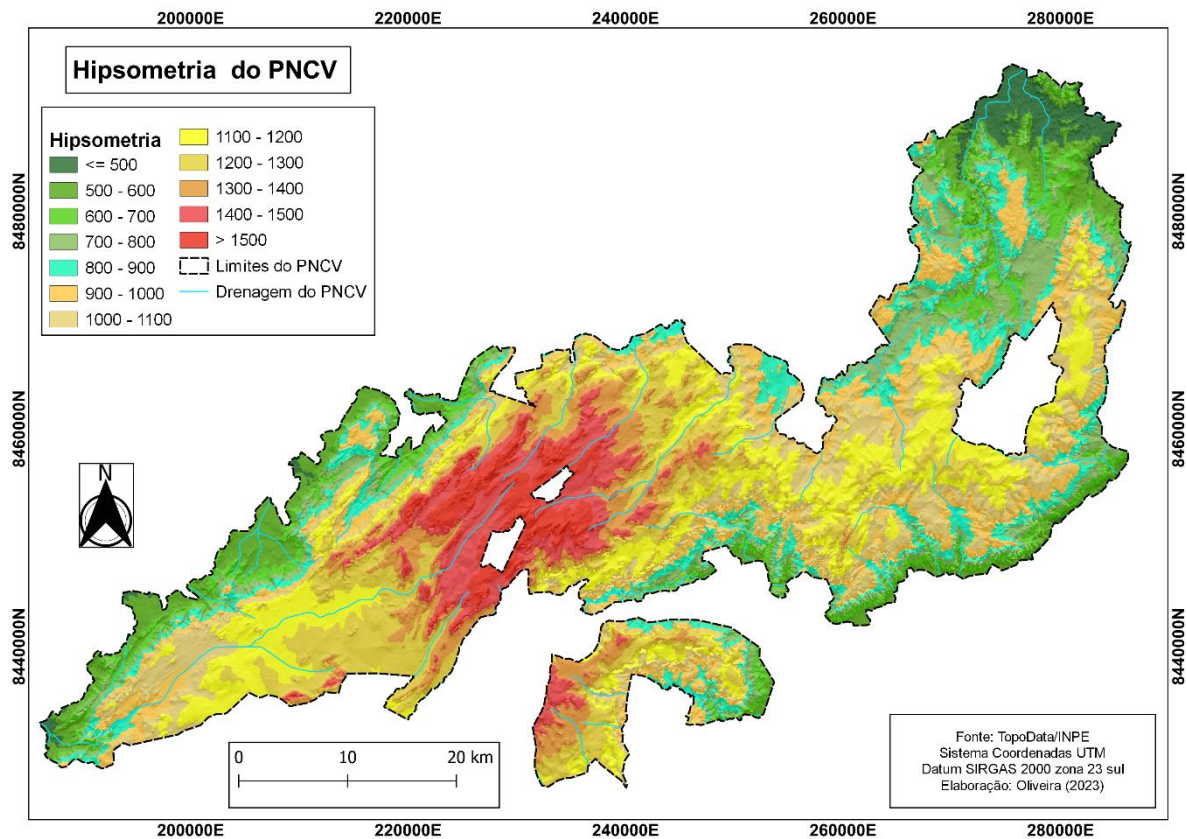 200000E 220000E 240000E 260000E 280000E
Hipsometria do PNCV
Hipsometria
<= 500
500 - 600
600 - 700
700 - 800
800 - 900
900 - 1000
1000 - 1100
1100 - 1200
1200 - 1300
1300 - 1400
1400 - 1500
> 1500
Limites do PNCV
Drenagem do PNCV
8480000N
8460000N
8440000N
8480000N
8460000N
8440000N
N
0 10 20 km
Fonte: TopoData/INPE
Sistema Coordenadas UTM
Datum SIRGAS 2000 zona 23 sul
Elaboração: Oliveira (2023)
200000E 220000E 240000E 260000E 280000E